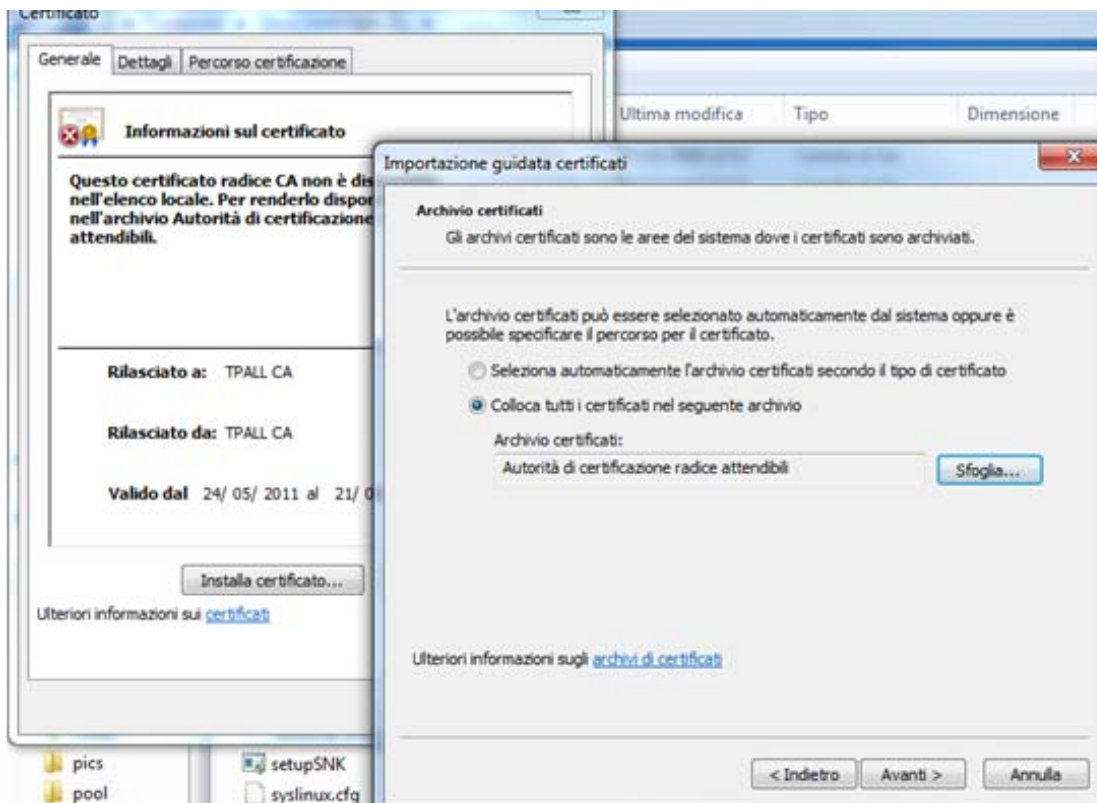 Certificato
Generale
Dettagli
Percorso certificazione
Informazioni sul certificato
Questo certificato radice CA non è dis
nell'elenco locale. Per renderlo dispor
nell'archivio Autorità di certificazione
attendibili.
Rilasciato a: TPALL CA
Rilasciato da: TPALL CA
Valido dal 24/ 05/ 2011 al 21/ 0
Installa certificato...
Ulteriori informazioni sui certificati
Ultima modifica
Tipo
Dimensione
Importazione guidata certificati
Archivio certificati
Gli archivi certificati sono le aree del sistema dove i certificati sono archiviati.
L'archivio certificati può essere selezionato automaticamente dal sistema oppure è
possibile specificare il percorso per il certificato.
Seleziona automaticamente l'archivio certificati secondo il tipo di certificato
Colloca tutti i certificati nel seguente archivio
Archivio certificati:
Autorità di certificazione radice attendibili
Sfoglia...
Ulteriori informazioni sugli archivi di certificati
< Indietro
Avanti >
Annulla
pics
setupSNK
pool
syslinux.cfg